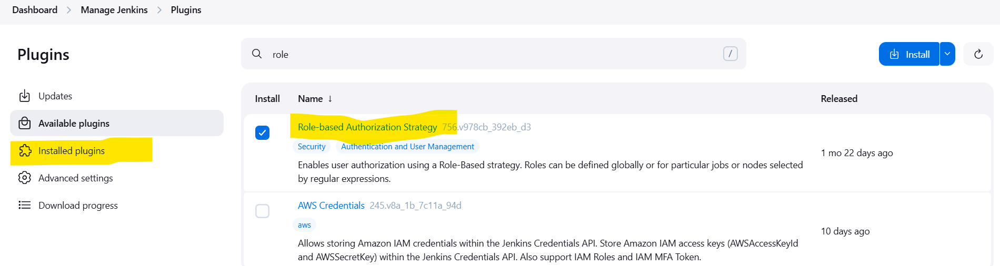 Dashboard > Manage Jenkins > Plugins
Plugins
role /
Install
Updates
Available plugins
Installed plugins
Advanced settings
Download progress
Install Name ↓ Released
Role-based Authorization Strategy 756.v978cb_392eb_d3
Security Authentication and User Management
Enables user authorization using a Role-Based strategy. Roles can be defined globally or for particular jobs or nodes selected
by regular expressions.
1 mo 22 days ago
AWS Credentials 245.v8a_1b_7c11a_94d
aws
Allows storing Amazon IAM credentials within the Jenkins Credentials API. Store Amazon IAM access keys (AWSAccessKeyId
and AWSSecretKey) within the Jenkins Credentials API. Also support IAM Roles and IAM MFA Token.
10 days ago